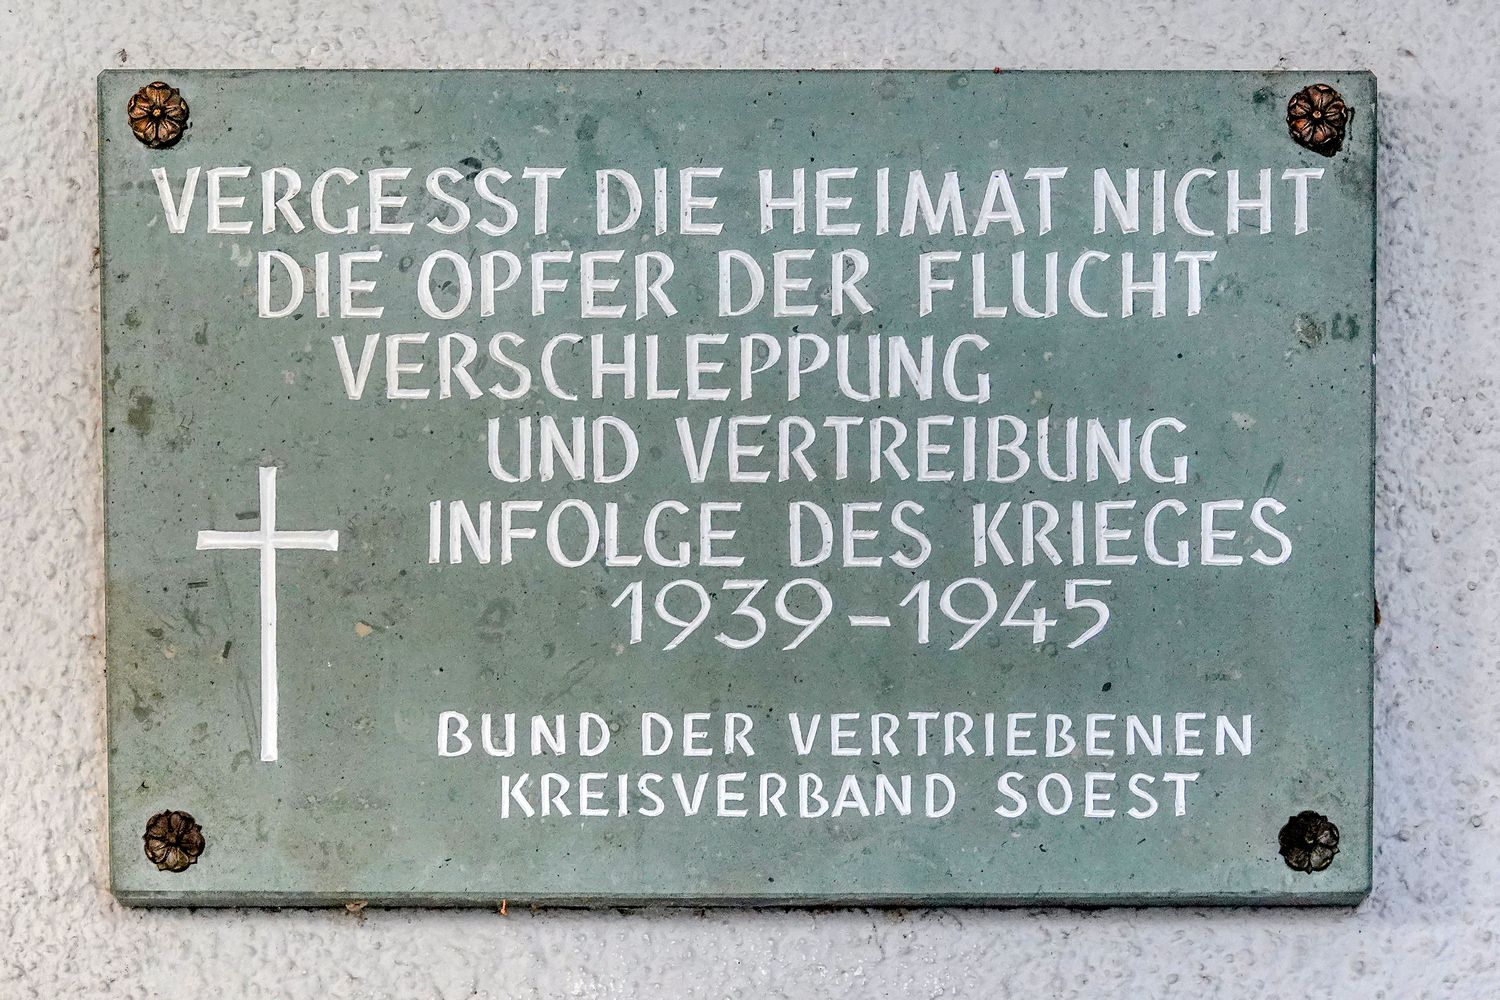 VERGESST DIE HEIMAT NICHT
DIE OPFER DER FLUCHT
VERSCHLEPPUNG
UND VERTREIBUNG
INFOLGE DES KRIEGES
1939–1945
BUND DER VERTRIEBENEN
KREISVERBAND SOEST